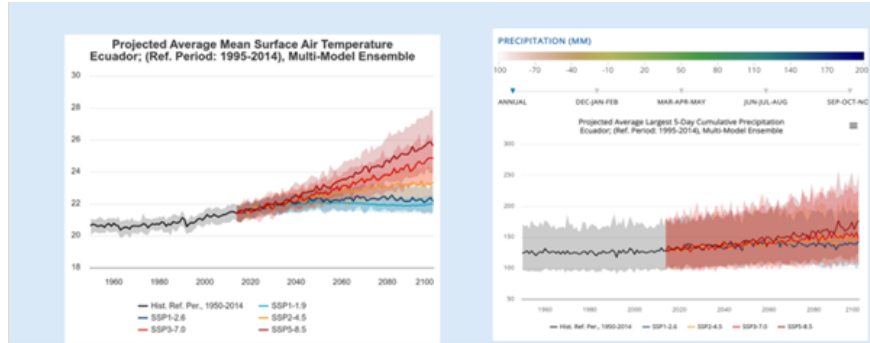 Projected Average Mean Surface Air Temperature
Ecuador; (Ref. Period: 1995-2014), Multi-Model Ensemble
30
28
26
24
22
20
18
1960 1980 2000 2020 2040 2060 2080 2100
Hist. Ref. Per., 1950-2014 SSP1-1.9
SSP1-2.6 SSP2-4.5
SSP3-7.0 SSP5-8.5
PRECIPITATION (MM)
100 -70 -40 -10 20 50 80 110 140 170 200
ANNUAL DEC-JAN-FEB MAR-APR-MAY JUN-JUL-AUG SEP-OCT-NO
Projected Average Largest 5-Day Cumulative Precipitation
Ecuador; (Ref. Period: 1995-2014), Multi-Model Ensemble
300
250
200
150
100
50
1960 1980 2000 2020 2040 2060 2080 2100
Hist. Ref. Per., 1950-2014 SSP1-2.6 SSP2-4.5 SSP3-7.0 SSP5-8.5